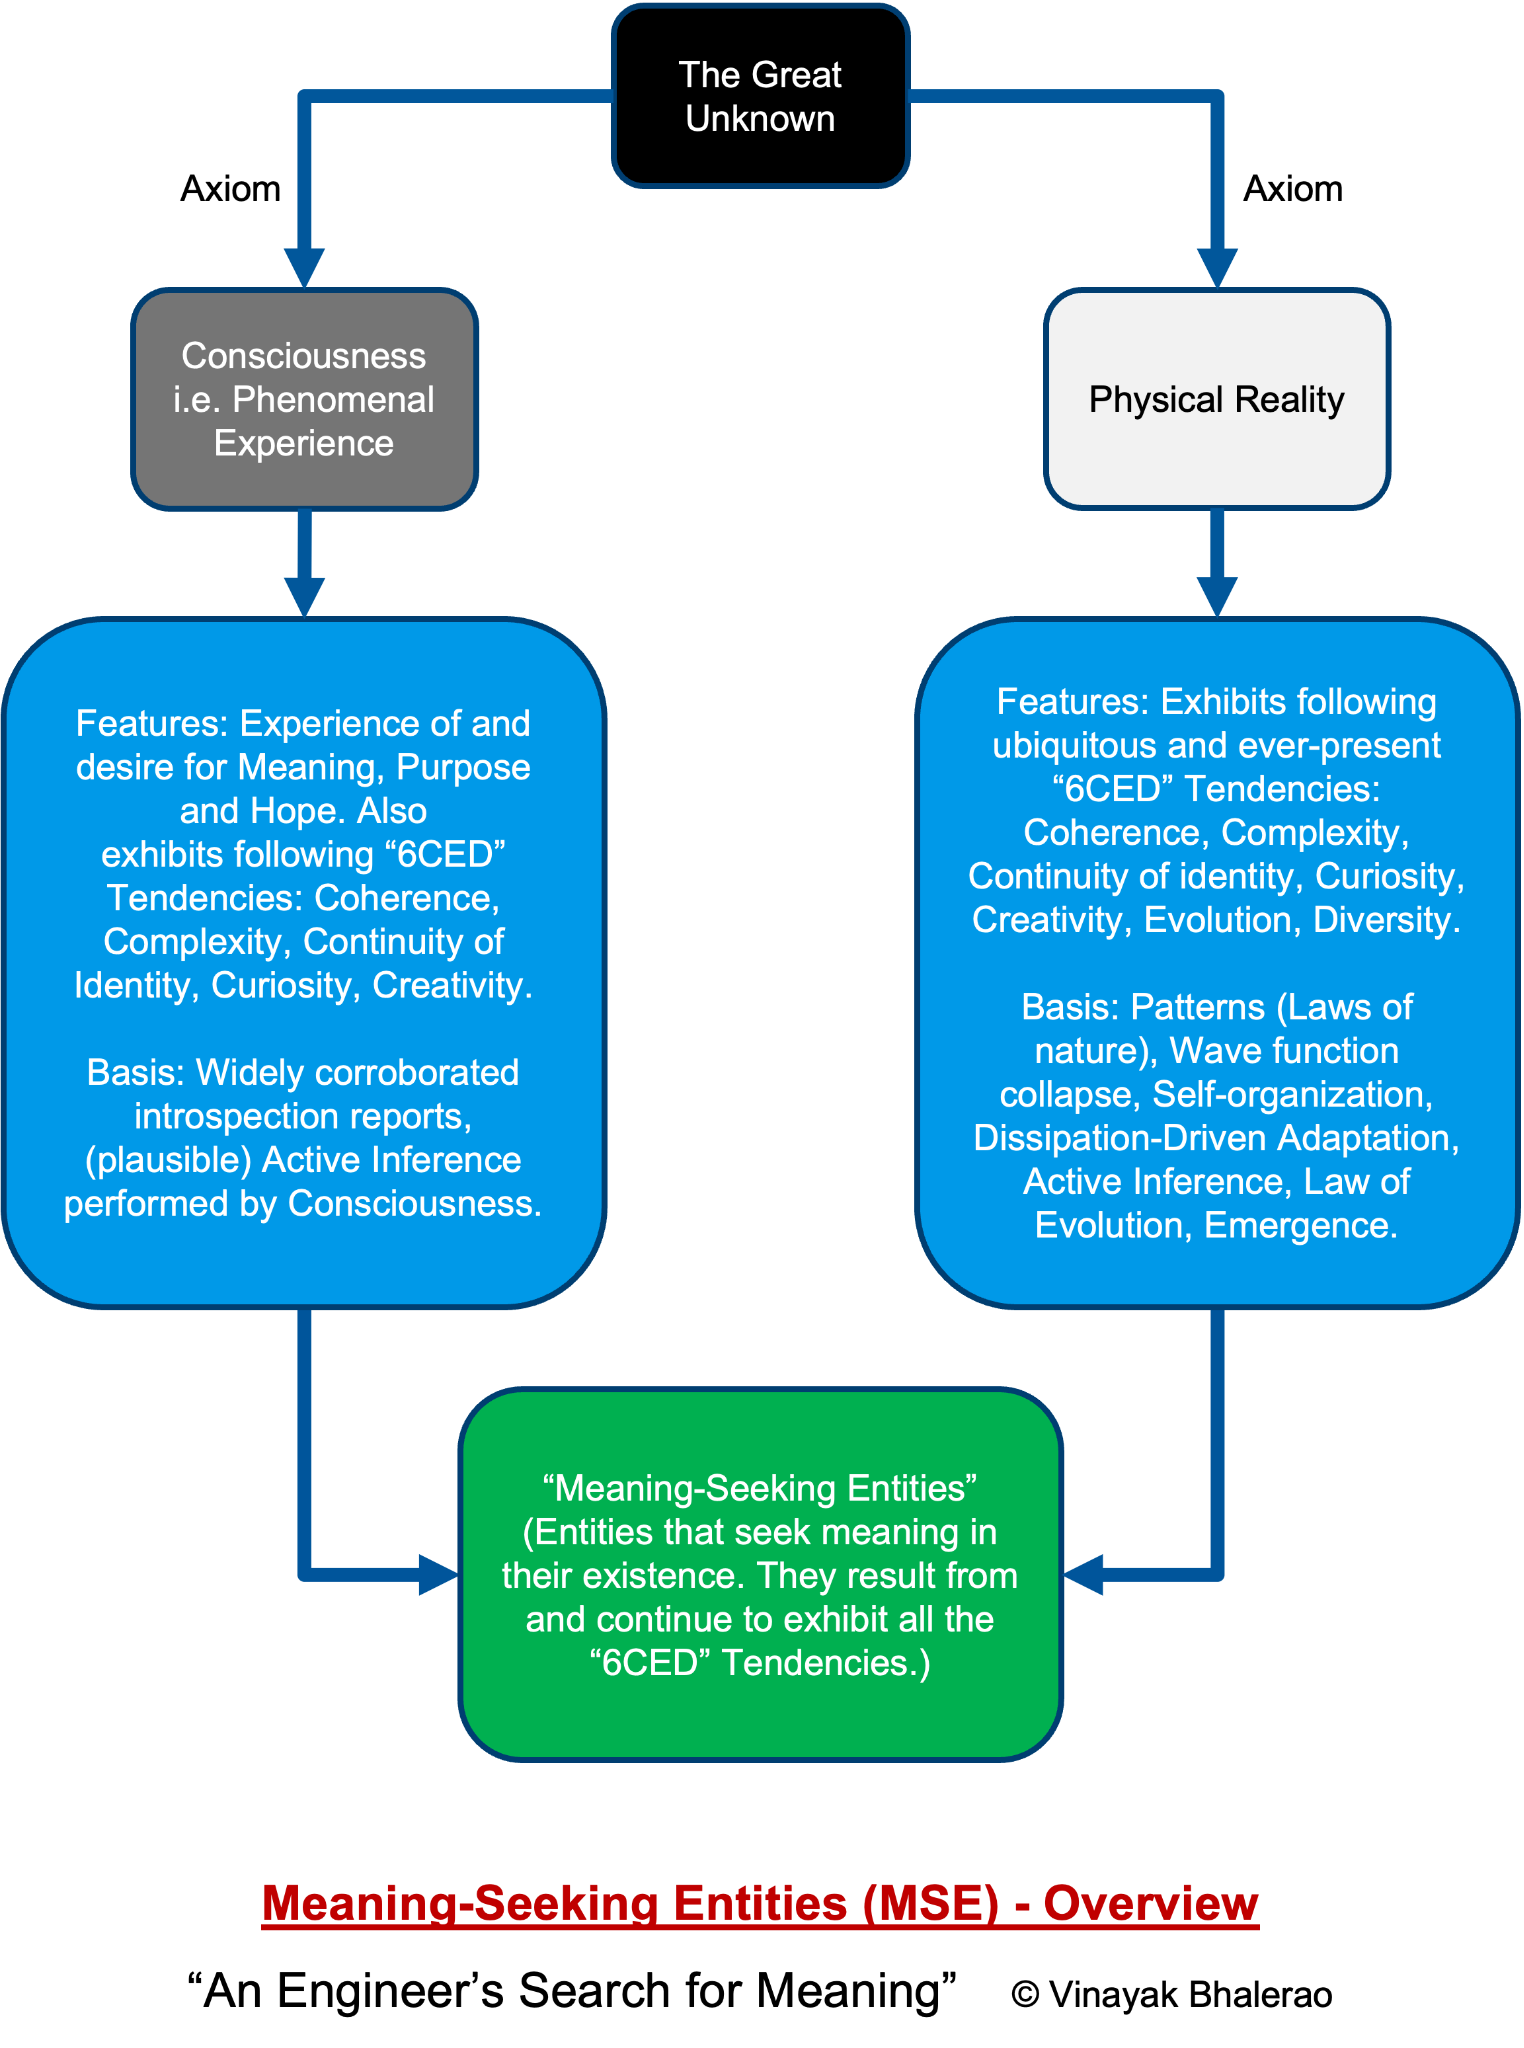 The Great
Unknown
Axiom
Axiom
Consciousness
i.e. Phenomenal
Experience
Physical Reality
Features: Experience of and
desire for Meaning, Purpose
and Hope. Also
exhibits following “6CED”
Tendencies: Coherence,
Complexity, Continuity of
Identity, Curiosity, Creativity.
Basis: Widely corroborated
introspection reports,
(plausible) Active Inference
performed by Consciousness.
Features: Exhibits following
ubiquitous and ever-present
“6CED” Tendencies:
Coherence, Complexity,
Continuity of identity, Curiosity,
Creativity, Evolution, Diversity.
Basis: Patterns (Laws of
nature), Wave function
collapse, Self-organization,
Dissipation-Driven Adaptation,
Active Inference, Law of
Evolution, Emergence.
“Meaning-Seeking Entities”
(Entities that seek meaning in
their existence. They result from
and continue to exhibit all the
“6CED” Tendencies.)
Meaning-Seeking Entities (MSE) - Overview
“An Engineer’s Search for Meaning” © Vinayak Bhalerao